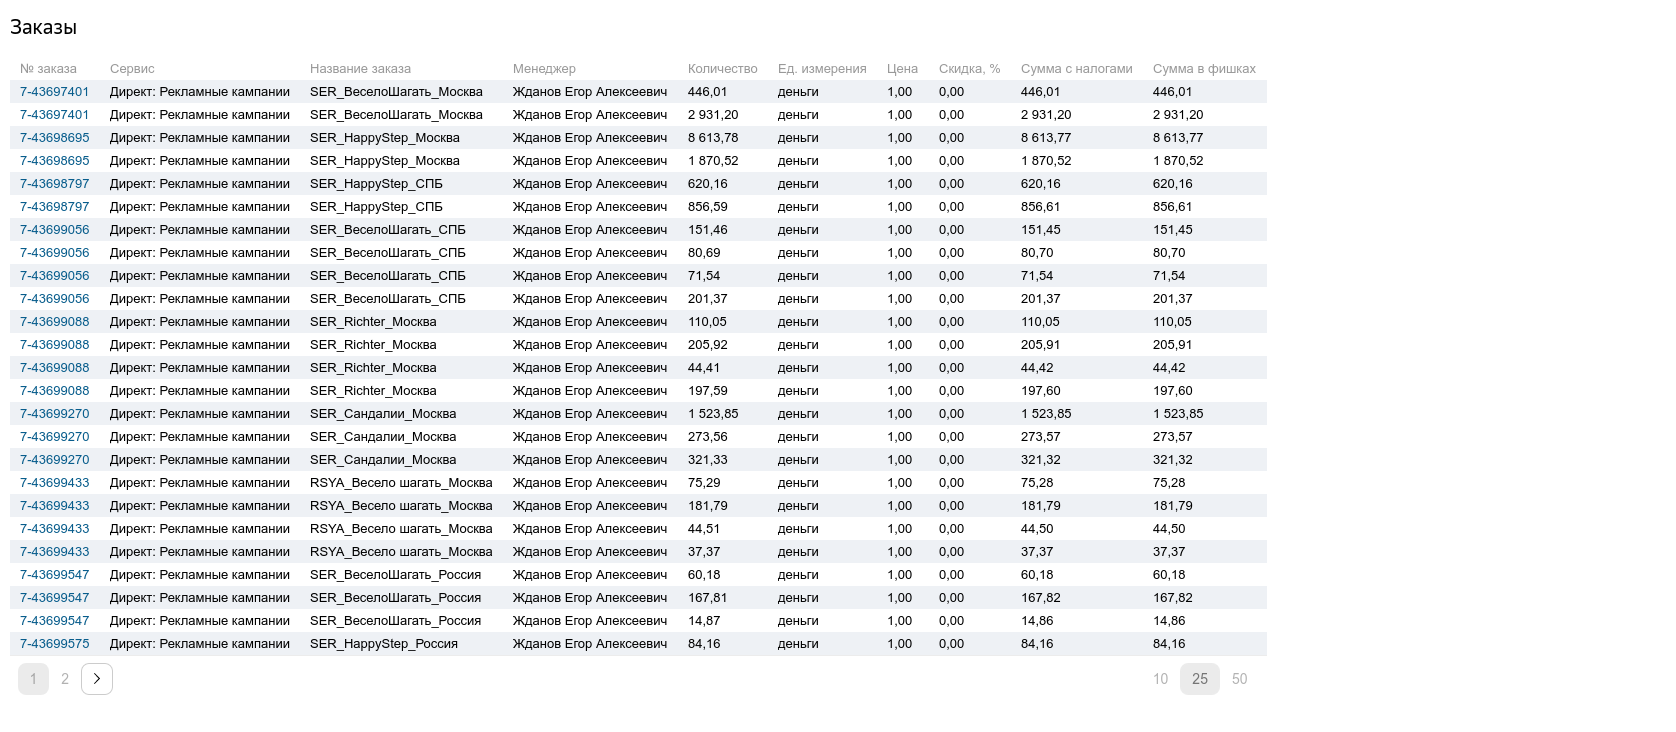 Заказы
№ заказа Сервис Название заказа Менеджер Количество Ед. измерения Цена Скидка, % Сумма с налогами Сумма в фишках
7-43697401 Директ: Рекламные кампании SER_ВеселоШагать_Москва Жданов Егор Алексеевич 446,01 деньги 1,00 0,00 446,01 446,01
7-43697401 Директ: Рекламные кампании SER_ВеселоШагать_Москва Жданов Егор Алексеевич 2 931,20 деньги 1,00 0,00 2 931,20 2 931,20
7-43698695 Директ: Рекламные кампании SER_HappyStep_Москва Жданов Егор Алексеевич 8 613,78 деньги 1,00 0,00 8 613,77 8 613,77
7-43698695 Директ: Рекламные кампании SER_HappyStep_Москва Жданов Егор Алексеевич 1 870,52 деньги 1,00 0,00 1 870,52 1 870,52
7-43698797 Директ: Рекламные кампании SER_HappyStep_СПБ Жданов Егор Алексеевич 620,16 деньги 1,00 0,00 620,16 620,16
7-43698797 Директ: Рекламные кампании SER_HappyStep_СПБ Жданов Егор Алексеевич 856,59 деньги 1,00 0,00 856,61 856,61
7-43699056 Директ: Рекламные кампании SER_ВеселоШагать_СПБ Жданов Егор Алексеевич 151,46 деньги 1,00 0,00 151,45 151,45
7-43699056 Директ: Рекламные кампании SER_ВеселоШагать_СПБ Жданов Егор Алексеевич 80,69 деньги 1,00 0,00 80,70 80,70
7-43699056 Директ: Рекламные кампании SER_ВеселоШагать_СПБ Жданов Егор Алексеевич 71,54 деньги 1,00 0,00 71,54 71,54
7-43699056 Директ: Рекламные кампании SER_ВеселоШагать_СПБ Жданов Егор Алексеевич 201,37 деньги 1,00 0,00 201,37 201,37
7-43699088 Директ: Рекламные кампании SER_Richter_Москва Жданов Егор Алексеевич 110,05 деньги 1,00 0,00 110,05 110,05
7-43699088 Директ: Рекламные кампании SER_Richter_Москва Жданов Егор Алексеевич 205,92 деньги 1,00 0,00 205,91 205,91
7-43699088 Директ: Рекламные кампании SER_Richter_Москва Жданов Егор Алексеевич 44,41 деньги 1,00 0,00 44,42 44,42
7-43699088 Директ: Рекламные кампании SER_Richter_Москва Жданов Егор Алексеевич 197,59 деньги 1,00 0,00 197,60 197,60
7-43699270 Директ: Рекламные кампании SER_Сандалии_Москва Жданов Егор Алексеевич 1 523,85 деньги 1,00 0,00 1 523,85 1 523,85
7-43699270 Директ: Рекламные кампании SER_Сандалии_Москва Жданов Егор Алексеевич 273,56 деньги 1,00 0,00 273,57 273,57
7-43699270 Директ: Рекламные кампании SER_Сандалии_Москва Жданов Егор Алексеевич 321,33 деньги 1,00 0,00 321,32 321,32
7-43699433 Директ: Рекламные кампании RSYA_Весело шагать_Москва Жданов Егор Алексеевич 75,29 деньги 1,00 0,00 75,28 75,28
7-43699433 Директ: Рекламные кампании RSYA_Весело шагать_Москва Жданов Егор Алексеевич 181,79 деньги 1,00 0,00 181,79 181,79
7-43699433 Директ: Рекламные кампании RSYA_Весело шагать_Москва Жданов Егор Алексеевич 44,51 деньги 1,00 0,00 44,50 44,50
7-43699433 Директ: Рекламные кампании RSYA_Весело шагать_Москва Жданов Егор Алексеевич 37,37 деньги 1,00 0,00 37,37 37,37
7-43699547 Директ: Рекламные кампании SER_ВеселоШагать_Россия Жданов Егор Алексеевич 60,18 деньги 1,00 0,00 60,18 60,18
7-43699547 Директ: Рекламные кампании SER_ВеселоШагать_Россия Жданов Егор Алексеевич 167,81 деньги 1,00 0,00 167,82 167,82
7-43699547 Директ: Рекламные кампании SER_ВеселоШагать_Россия Жданов Егор Алексеевич 14,87 деньги 1,00 0,00 14,86 14,86
7-43699575 Директ: Рекламные кампании SER_HappyStep_Россия Жданов Егор Алексеевич 84,16 деньги 1,00 0,00 84,16 84,16
1 2 10 25 50